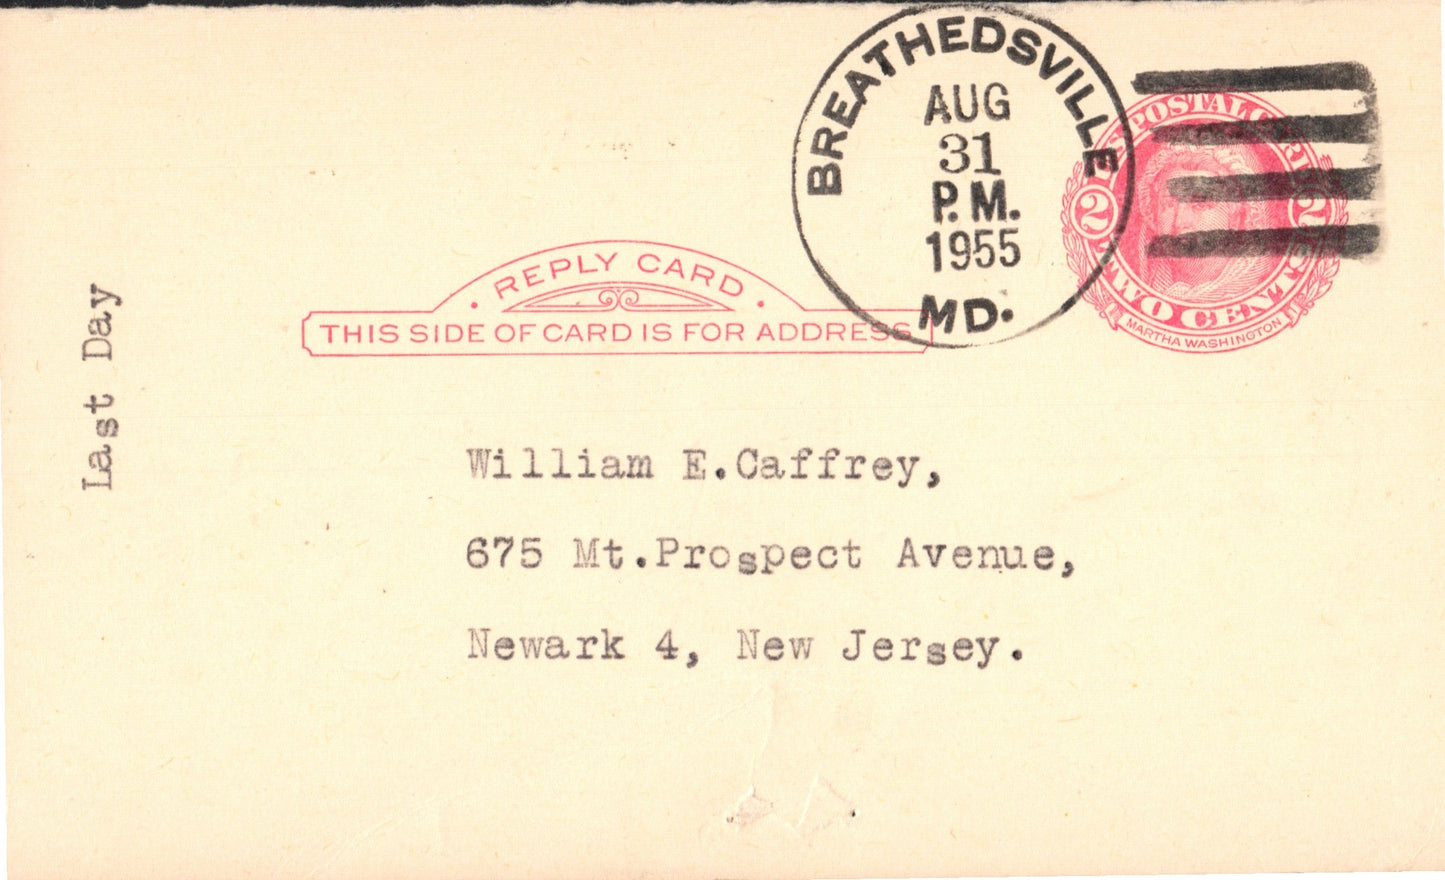 BREATHEDSVILLE
AUG
31
P.M.
1955
MD.
U.S. POSTAL CARD
2 2
TWO CENTS
MARTHA WASHINGTON
· REPLY CARD ·
THIS SIDE OF CARD IS FOR ADDRESS
Last Day
William E.Caffrey,
675 Mt.Prospect Avenue,
Newark 4, New Jersey.